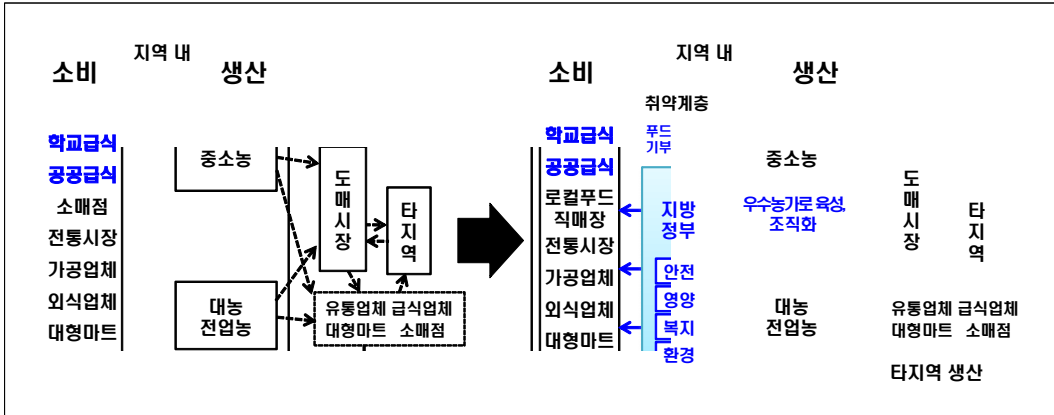 지역 내
소비
생산
학교급식
공공급식
소매점
전통시장
가공업체
외식업체
대형마트
중소농
대농
전업농
도매시장
타지역
유통업체 급식업체
대형마트 소매점
지역 내
소비
생산
취약계층
푸드
기부
학교급식
공공급식
로컬푸드
직매장
전통시장
가공업체
외식업체
대형마트
지방
정부
안전
영양
복지
환경
중소농
우수농가로 육성,
조직화
대농
전업농
도매시장
타지역
유통업체 급식업체
대형마트 소매점
타지역 생산